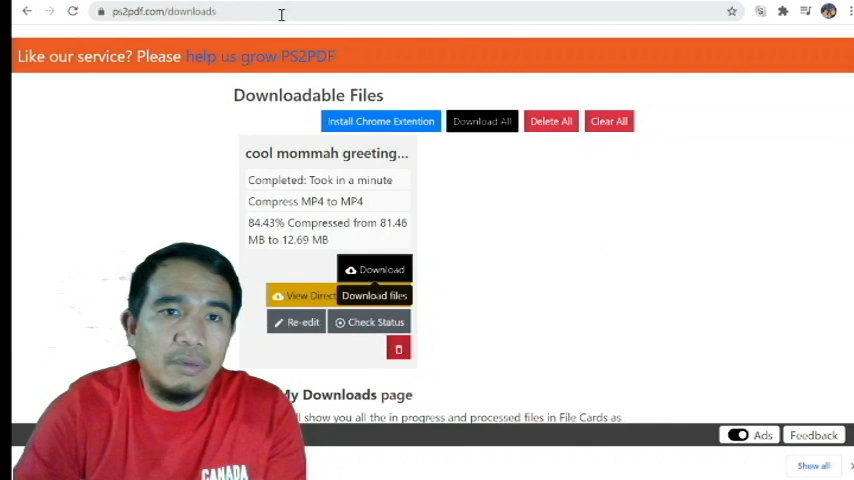 ps2pdf.com/downloads
Like our service? Please help us grow PS2PDF
Downloadable Files
Install Chrome Extention
Download All
Delete All
Clear All
cool mommah greeting...
Completed: Took in a minute
Compress MP4 to MP4
84.43% Compressed from 81.46
MB to 12.69 MB
Download
View Direct
Download files
Re-edit
Check Status
My Downloads page
show you all the in progress and processed files in File Cards as
Ads
Feedback
Show all
CANADA